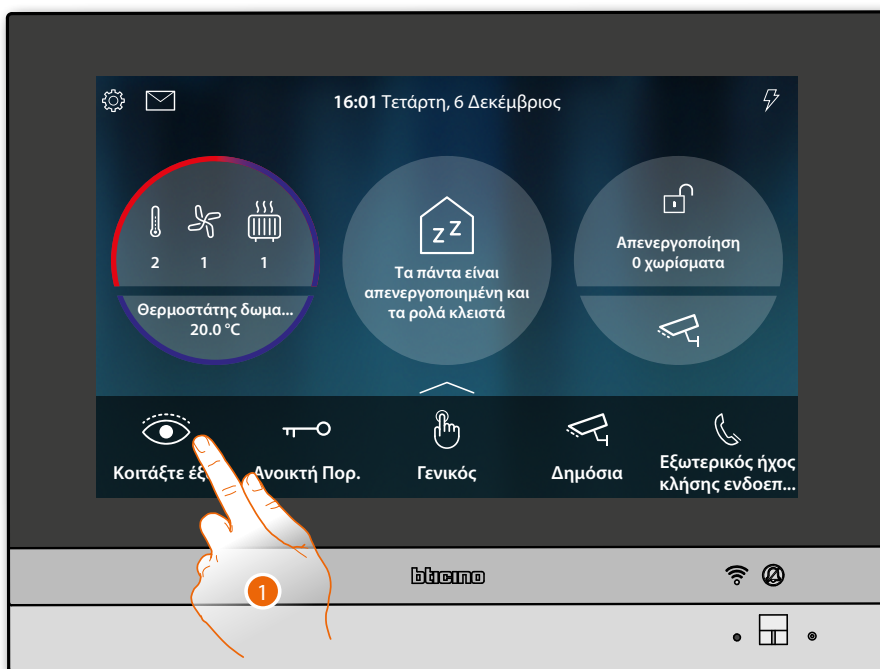 16:01 Τετάρτη, 6 Δεκέμβριος
2 1 1
Θερμοστάτης δωμα...
20.0 °C
Τα πάντα είναι
απενεργοποιημένη και
τα ρολά κλειστά
Απενεργοποίηση
0 χωρίσματα
Κοιτάξτε
Ανοικτή Πορ.
Γενικός
Δημόσια
Εξωτερικός ήχος
κλήσης ενδοεπ...
1
bticino